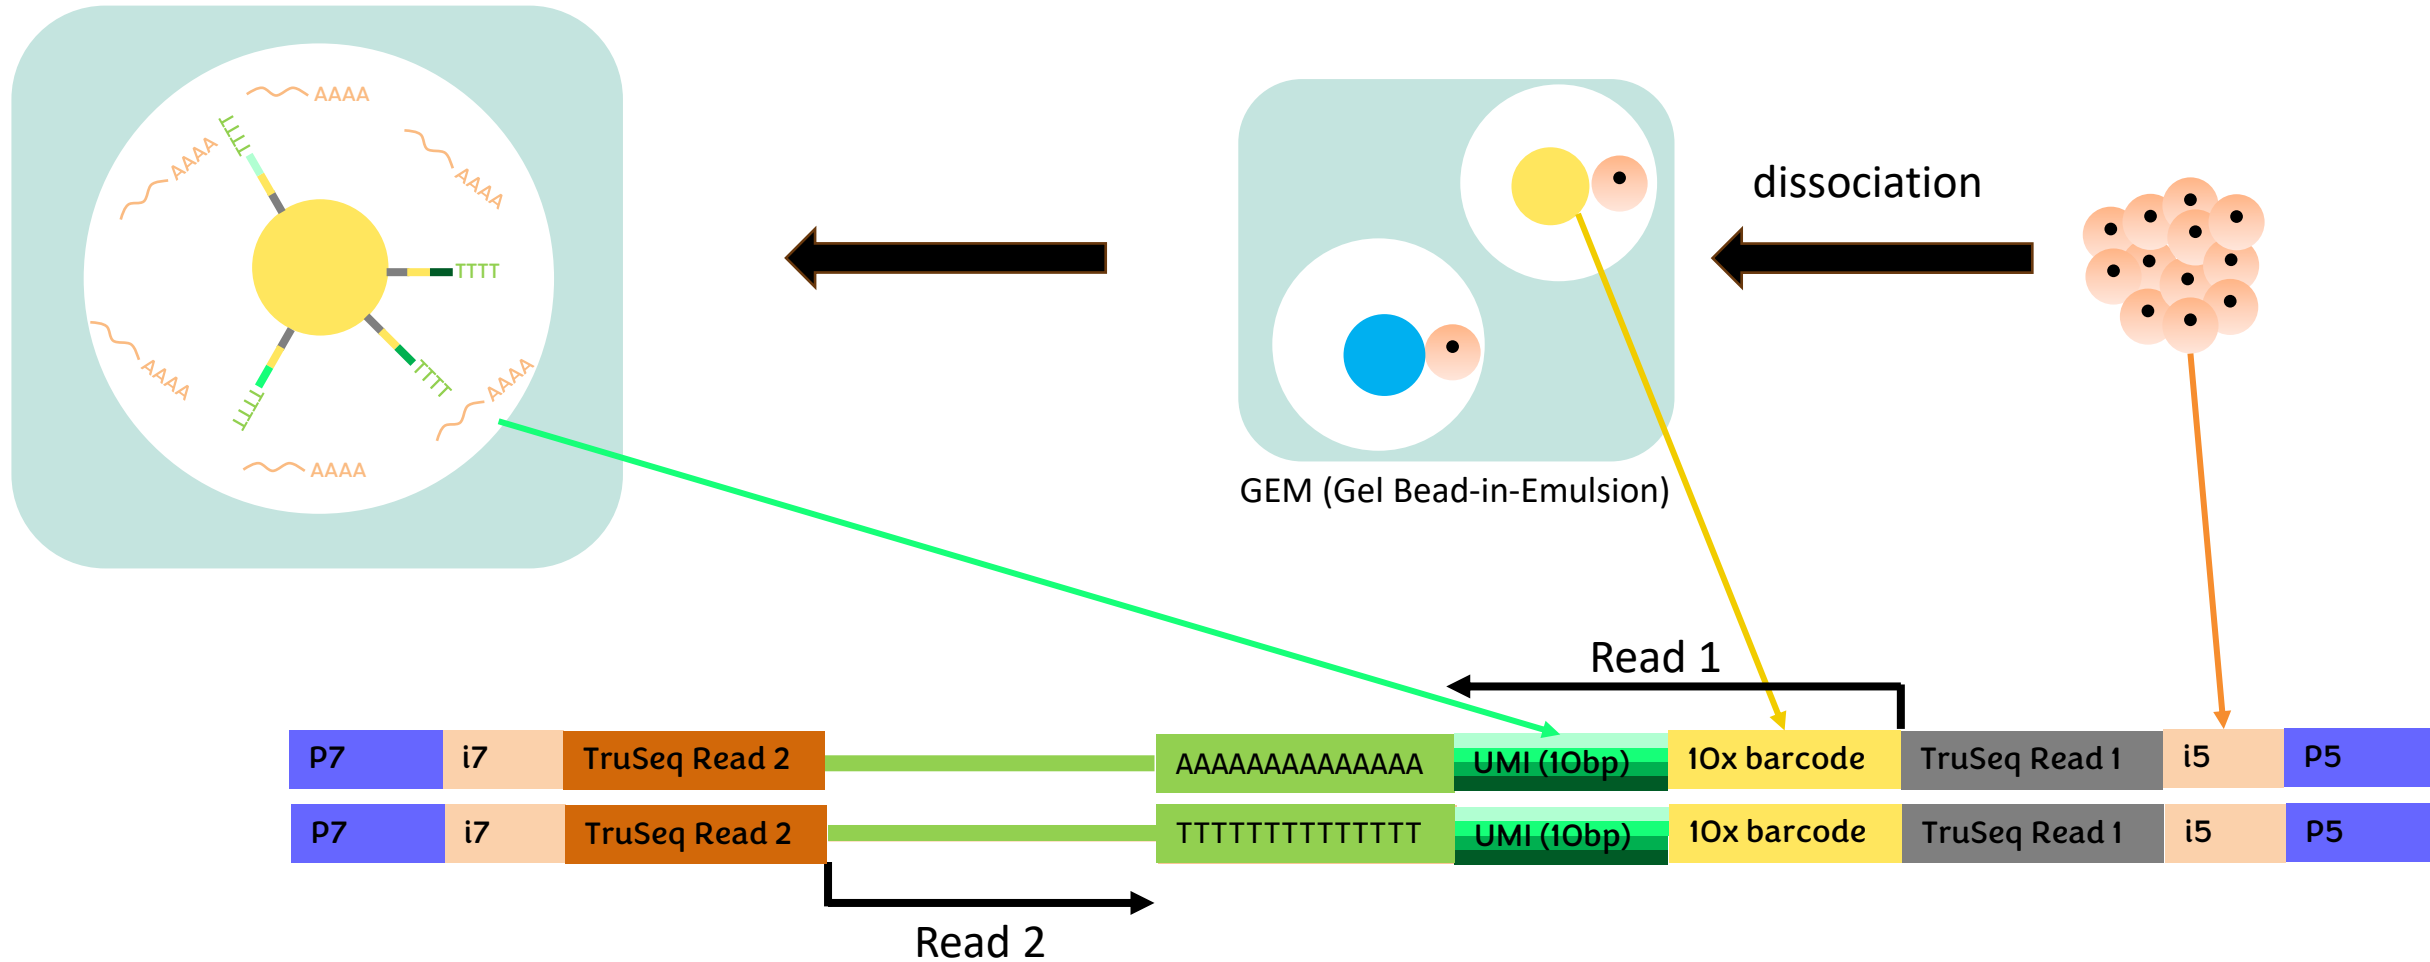 AAAA
TTTT
AAAA
AAAA
TTTT
AAAA
TTTT
TTTT
AAAA
AAAA
dissociation
GEM (Gel Bead-in-Emulsion)
Read 1
P7 i7 TruSeq Read 2 AAAAAAAAAAAAAA UMI (10bp) 10x barcode TruSeq Read 1 i5 P5
P7 i7 TruSeq Read 2 TTTTTTTTTTTTTT UMI (10bp) 10x barcode TruSeq Read 1 i5 P5
Read 2